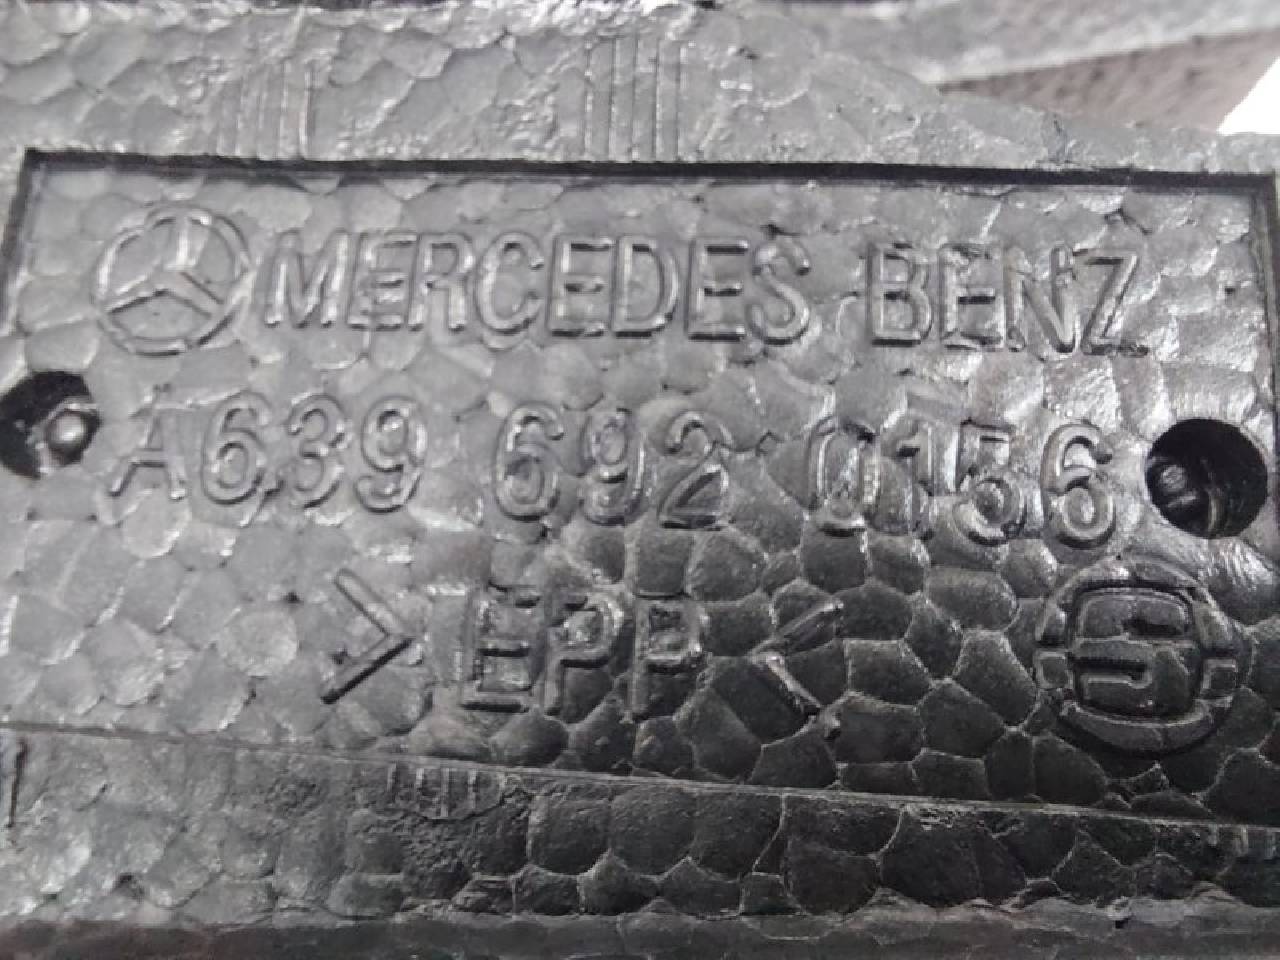 MERCEDES BENZ
A639 692 0156
>EPP<
S